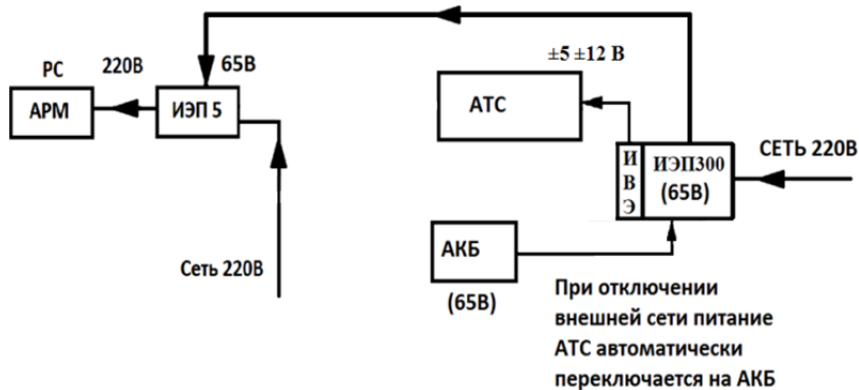 ±5 ±12 В
РС
220В
65В
АРМ
ИЭП 5
АТС
ИВЭ
ИЭП300
(65В)
СЕТЬ 220В
Сеть 220В
АКБ
(65В)
При отключении
внешней сети питание
АТС автоматически
переключается на АКБ